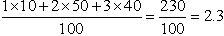 (1×10+2×50+3×40)/100 = 230/100 = 2.3